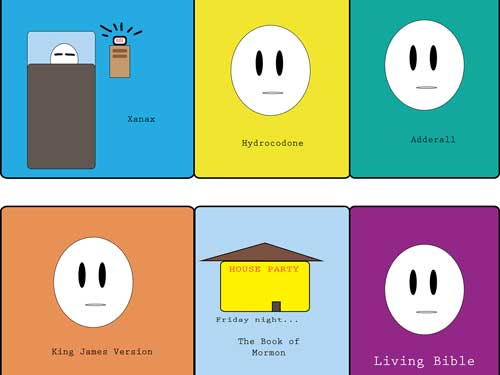 Xanax
Hydrocodone
Adderall
King James Version
HOUSE PARTY
Friday night...
The Book of
Mormon
Living Bible